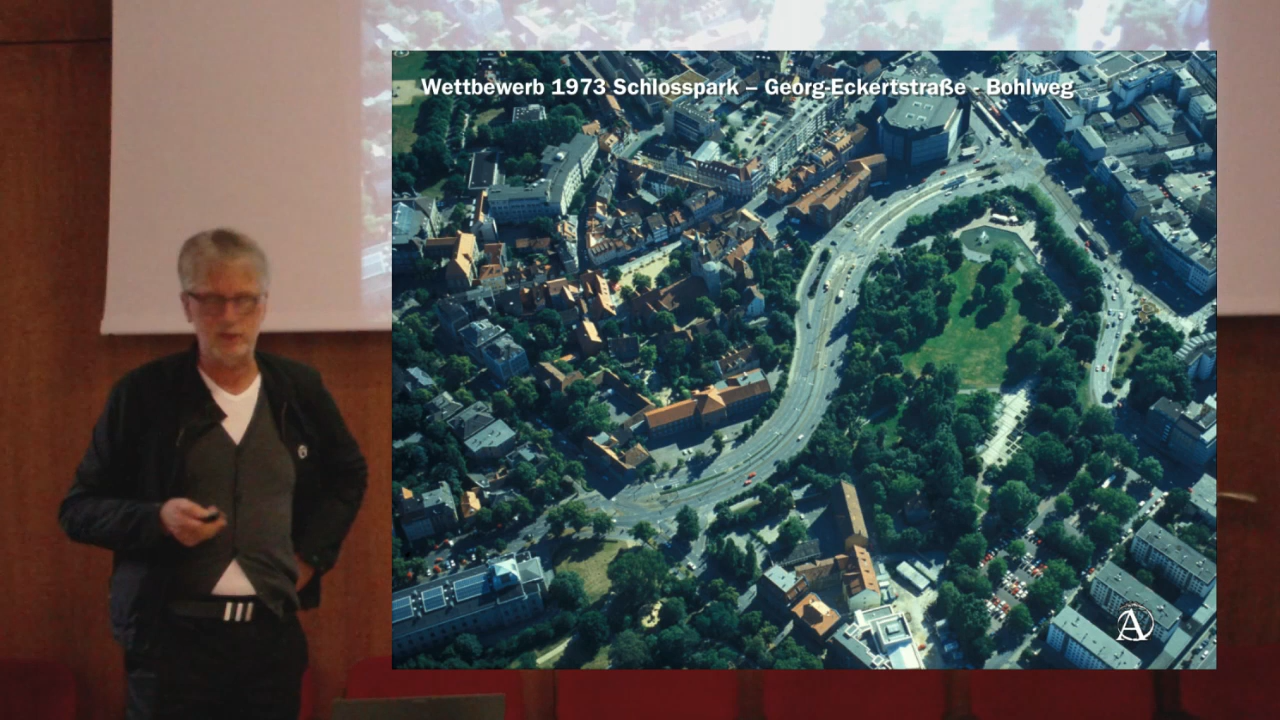 Wettbewerb 1973 Schlosspark – Georg-Eckertstraße - Bohlweg
A